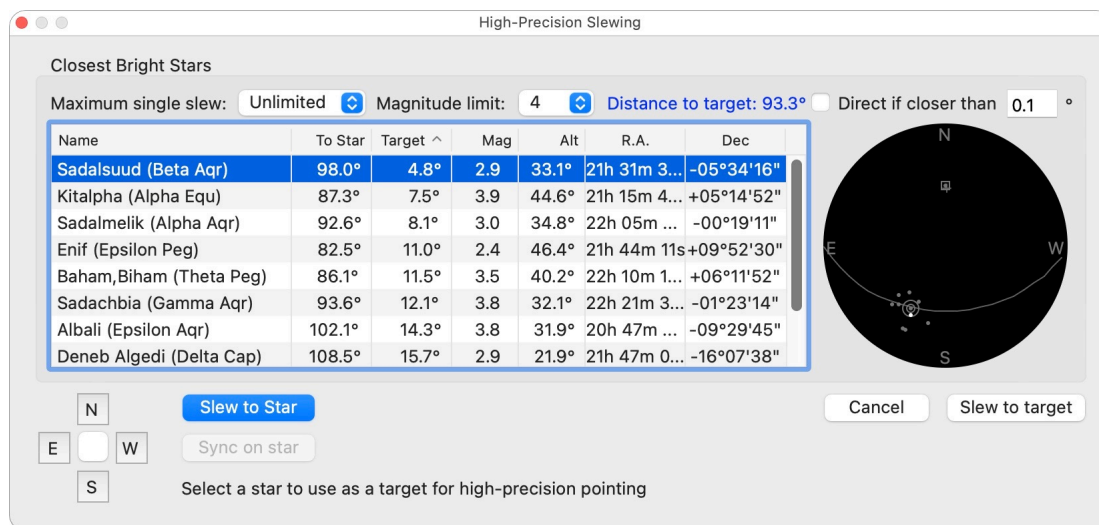 High-Precision Slewing
Closest Bright Stars
Maximum single slew: Unlimited Magnitude limit: 4 Distance to target: 93.3° Direct if closer than 0.1 °
Name To Star Target Mag Alt R.A. Dec
Sadalsuud (Beta Aqr) 98.0° 4.8° 2.9 33.1° 21h 31m 3... -05°34'16"
Kitalpha (Alpha Equ) 87.3° 7.5° 3.9 44.6° 21h 15m 4... +05°14'52"
Sadalmelik (Alpha Aqr) 92.6° 8.1° 3.0 34.8° 22h 05m ... -00°19'11"
Enif (Epsilon Peg) 82.5° 11.0° 2.4 46.4° 21h 44m 11s +09°52'30"
Baham,Biham (Theta Peg) 86.1° 11.5° 3.5 40.2° 22h 10m 1... +06°11'52"
Sadachbia (Gamma Aqr) 93.6° 12.1° 3.8 32.1° 22h 21m 3... -01°23'14"
Albali (Epsilon Aqr) 102.1° 14.3° 3.8 31.9° 20h 47m ... -09°29'45"
Deneb Algedi (Delta Cap) 108.5° 15.7° 2.9 21.9° 21h 47m 0... -16°07'38"
N
E W
S
N Slew to Star Cancel Slew to target
E W Sync on star
S Select a star to use as a target for high-precision pointing